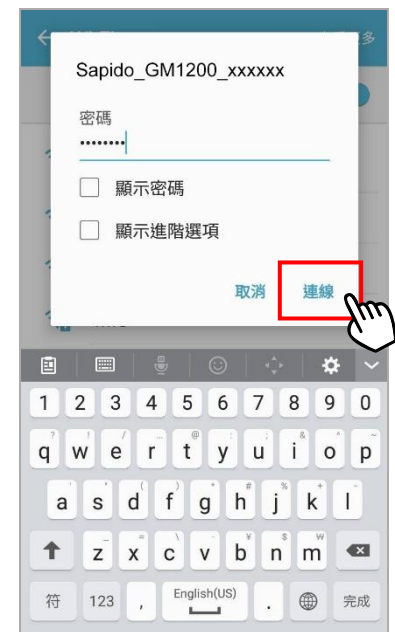 多
Sapido_GM1200_xxxxxx
密碼
••••••••
顯示密碼
顯示進階選項
取消 連線
1 2 3 4 5 6 7 8 9 0
q w e r t y u i o p
a s d f g h j k l
z x c v b n m
符 123 , English(US) . 完成